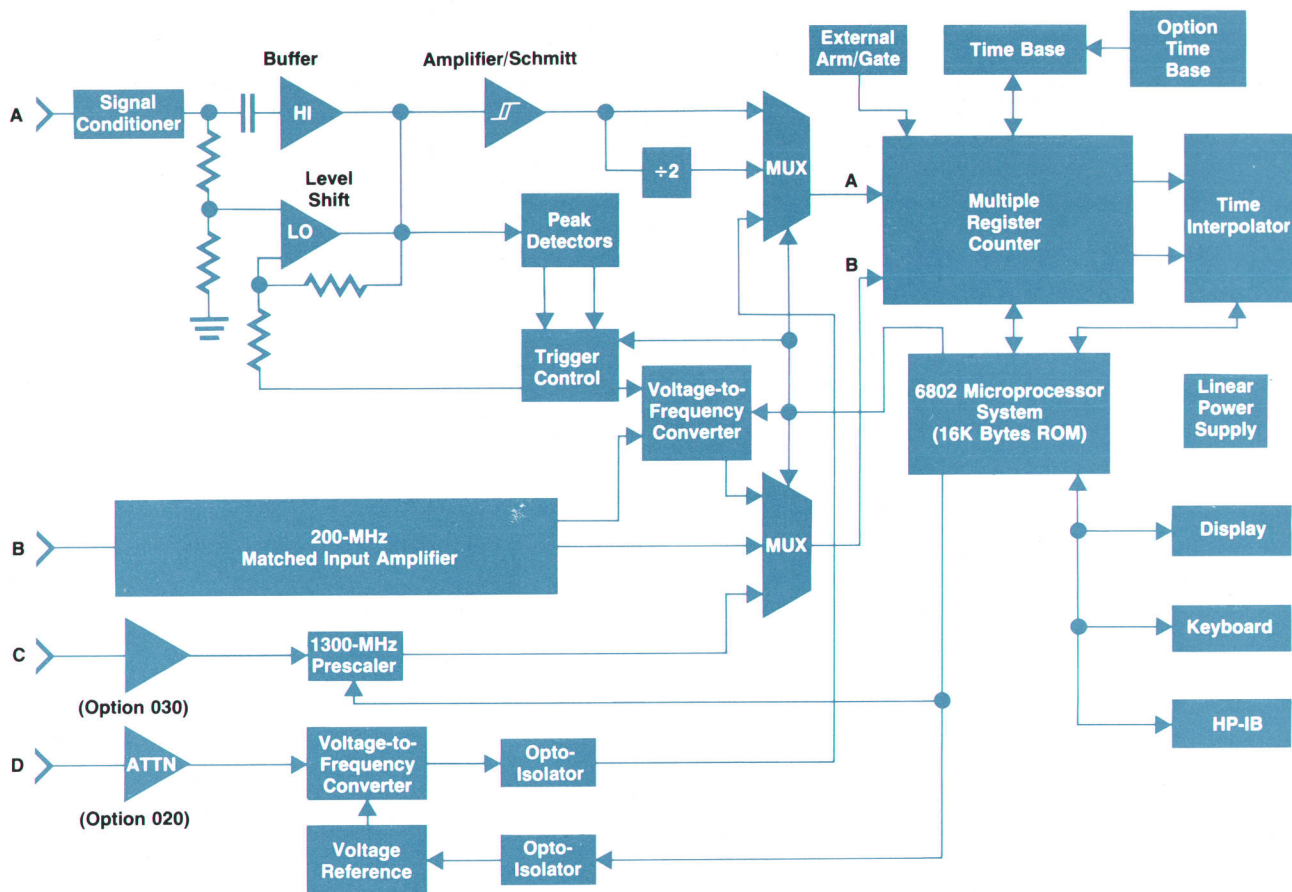 External
Arm/Gate
Time Base
Option
Time
Base
Buffer
Amplifier/Schmitt
A
Signal
Conditioner
HI
MUX
÷2
A
Multiple
Register
Counter
Time
Interpolator
Level
Shift
LO
Peak
Detectors
B
Trigger
Control
Voltage-to-
Frequency
Converter
6802 Microprocessor
System
(16K Bytes ROM)
Linear
Power
Supply
B
200-MHz
Matched Input Amplifier
MUX
Display
C
1300-MHz
Prescaler
Keyboard
(Option 030)
HP-IB
D
ATTN
Voltage-to-
Frequency
Converter
Opto-
Isolator
(Option 020)
Voltage
Reference
Opto-
Isolator